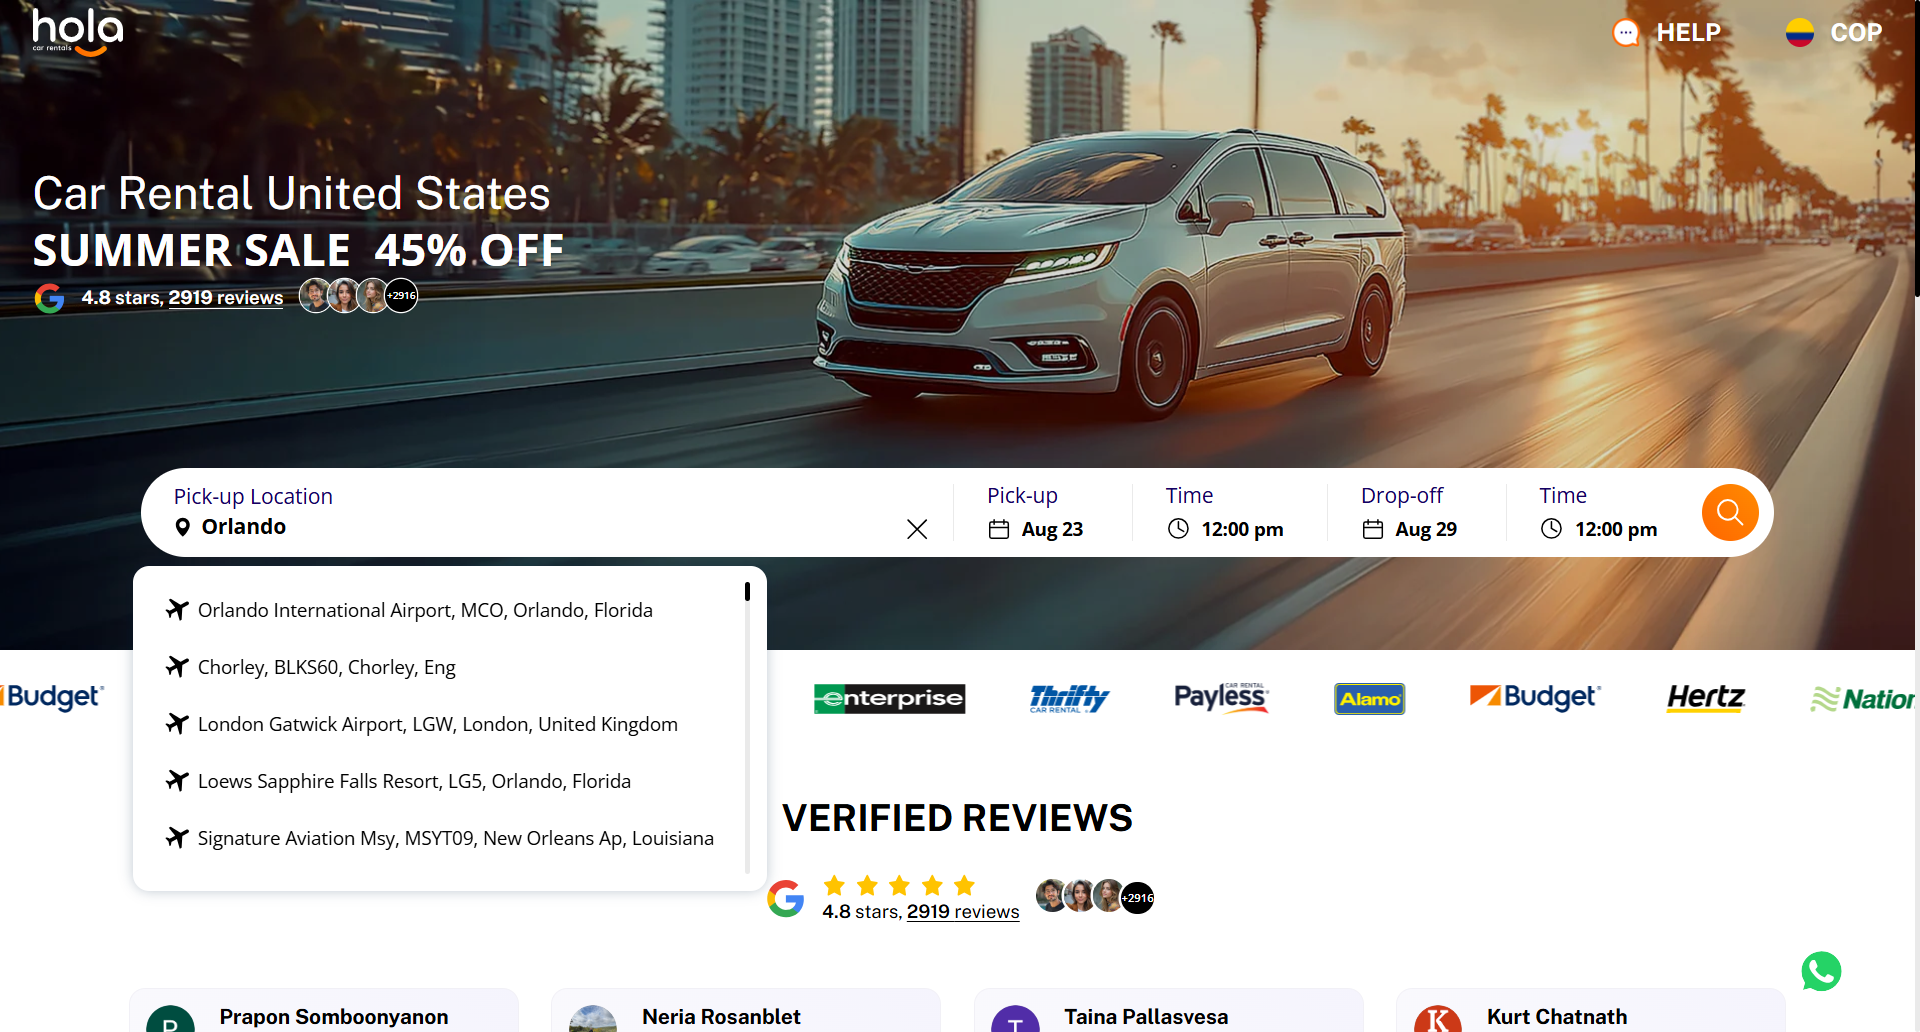 hola
car rentals
HELP
COP
Car Rental United States
SUMMER SALE 45% OFF
4.8 stars, 2919 reviews
+2916
Pick-up Location
Orlando
Pick-up
Aug 23
Time
12:00 pm
Drop-off
Aug 29
Time
12:00 pm
Orlando International Airport, MCO, Orlando, Florida
Chorley, BLKS60, Chorley, Eng
London Gatwick Airport, LGW, London, United Kingdom
Loews Sapphire Falls Resort, LG5, Orlando, Florida
Signature Aviation Msy, MSYT09, New Orleans Ap, Louisiana
Budget
enterprise
Thrifty
CAR RENTAL
CAR RENTAL
Payless
Alamo
Budget
Hertz
Nation
VERIFIED REVIEWS
4.8 stars, 2919 reviews
+2916
P
Prapon Somboonyanon
Neria Rosanblet
T
Taina Pallasvesa
K
Kurt Chatnath